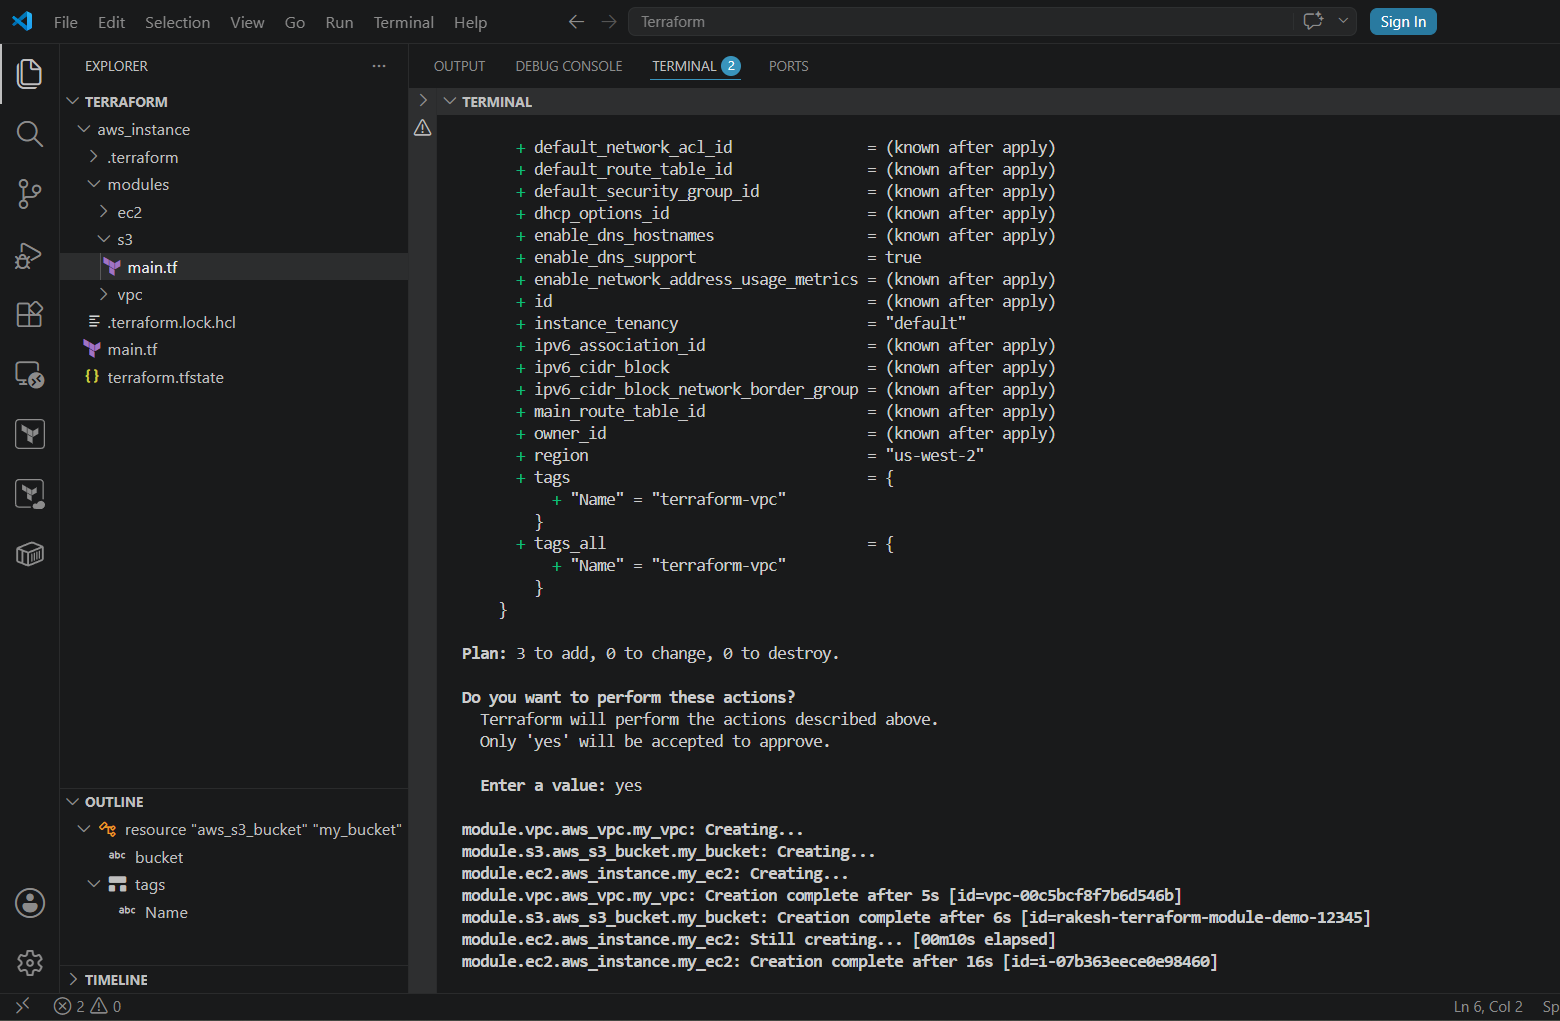 File Edit Selection View Go Run Terminal Help
Terraform
Sign In
EXPLORER
OUTPUT DEBUG CONSOLE TERMINAL 2 PORTS
TERRAFORM
TERMINAL
aws_instance
.terraform
modules
ec2
s3
main.tf
vpc
.terraform.lock.hcl
main.tf
{} terraform.tfstate
OUTLINE
resource "aws_s3_bucket" "my_bucket"
abc bucket
tags
abc Name
TIMELINE
+ default_network_acl_id = (known after apply)
+ default_route_table_id = (known after apply)
+ default_security_group_id = (known after apply)
+ dhcp_options_id = (known after apply)
+ enable_dns_hostnames = (known after apply)
+ enable_dns_support = true
+ enable_network_address_usage_metrics = (known after apply)
+ id = (known after apply)
+ instance_tenancy = "default"
+ ipv6_association_id = (known after apply)
+ ipv6_cidr_block = (known after apply)
+ ipv6_cidr_block_network_border_group = (known after apply)
+ main_route_table_id = (known after apply)
+ owner_id = (known after apply)
+ region = "us-west-2"
+ tags = {
+ "Name" = "terraform-vpc"
}
+ tags_all = {
+ "Name" = "terraform-vpc"
}
}
Plan: 3 to add, 0 to change, 0 to destroy.
Do you want to perform these actions?
Terraform will perform the actions described above.
Only 'yes' will be accepted to approve.
Enter a value: yes
module.vpc.aws_vpc.my_vpc: Creating...
module.s3.aws_s3_bucket.my_bucket: Creating...
module.ec2.aws_instance.my_ec2: Creating...
module.vpc.aws_vpc.my_vpc: Creation complete after 5s [id=vpc-00c5bcf8f7b6d546b]
module.s3.aws_s3_bucket.my_bucket: Creation complete after 6s [id=rakesh-terraform-module-demo-12345]
module.ec2.aws_instance.my_ec2: Still creating... [00m10s elapsed]
module.ec2.aws_instance.my_ec2: Creation complete after 16s [id=i-07b363eece0e98460]
2 0
Ln 6, Col 2 Sp